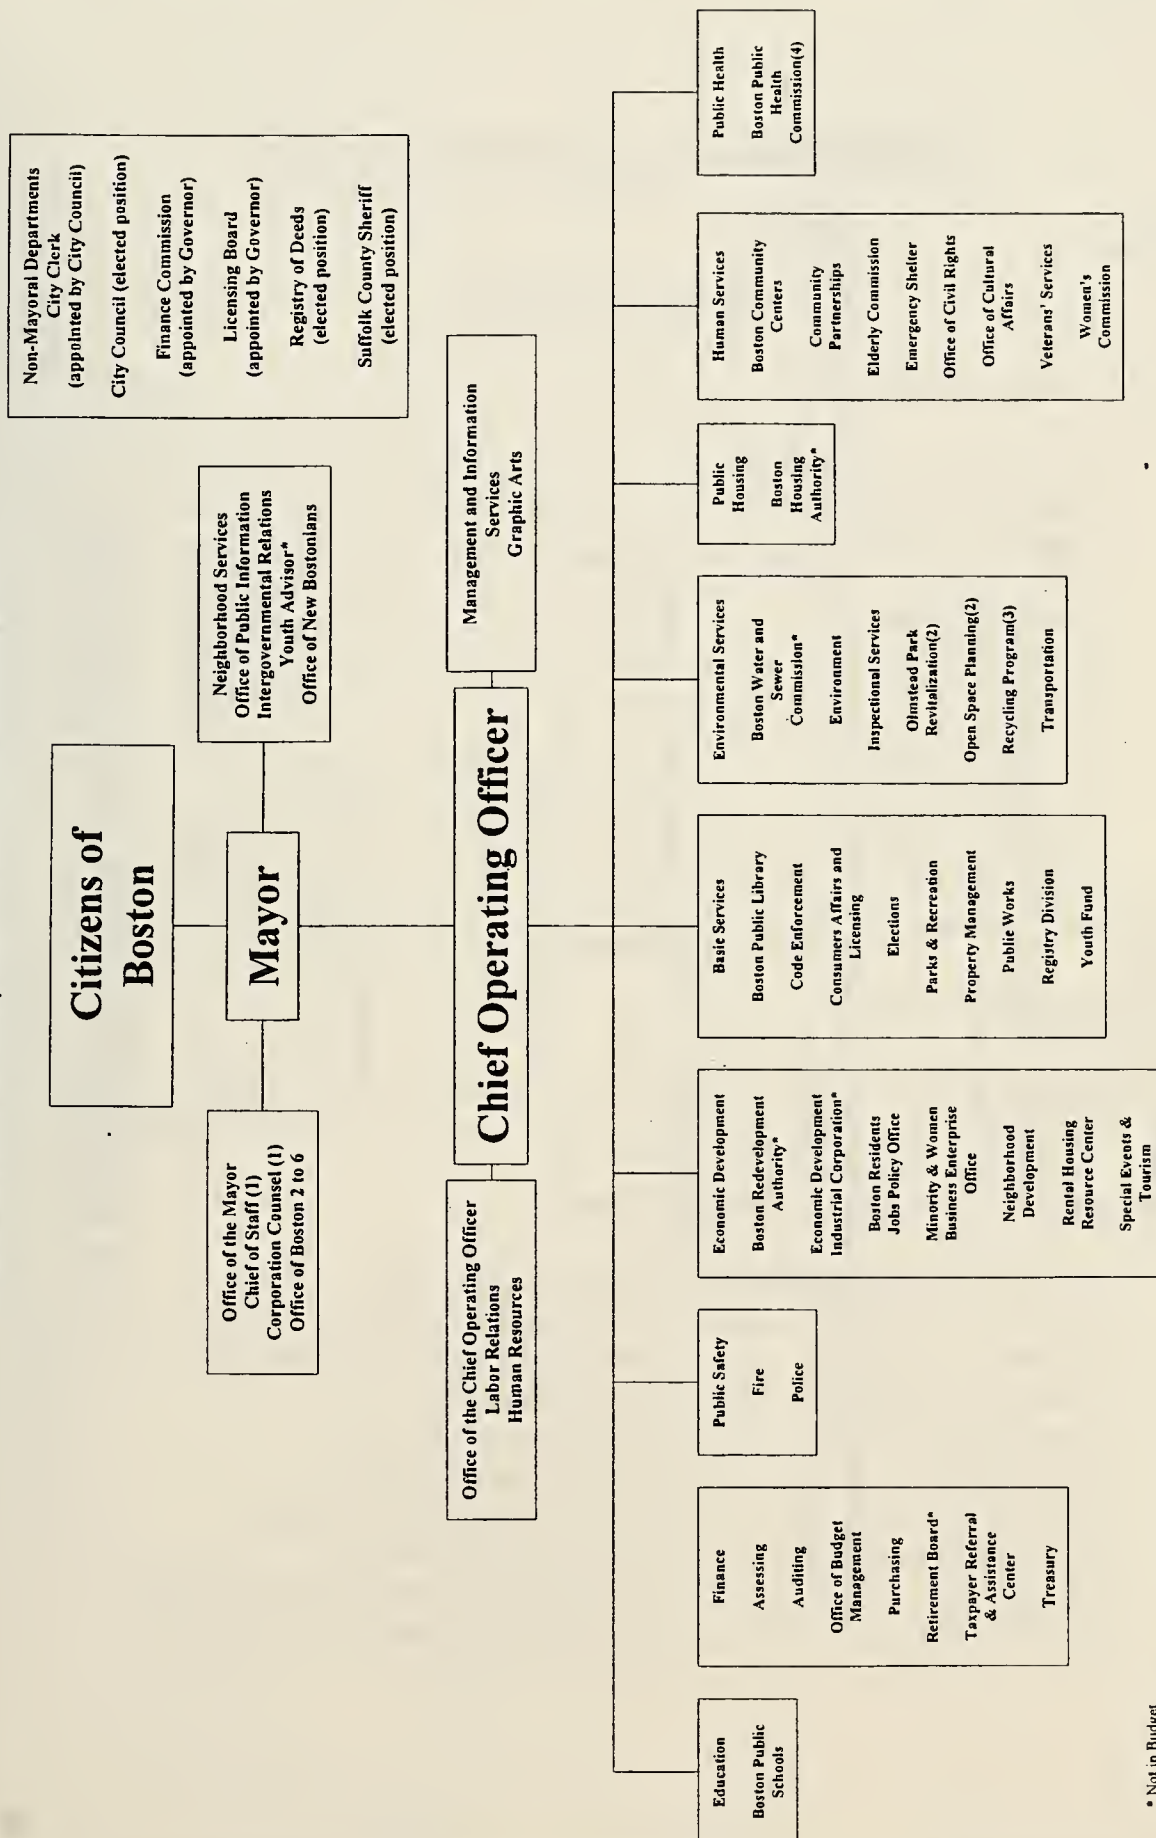 Citizens of
Boston
Non-Mayoral Departments
City Clerk
(appointed by City Council)
City Council (elected position)
Finance Commission
(appointed by Governor)
Licensing Board
(appointed by Governor)
Registry of Deeds
(elected position)
Suffolk County Sheriff
(elected position)
Office of the Mayor
Chief of Staff (1)
Corporation Counsel (1)
Office of Boston 2 to 6
Mayor
Neighborhood Services
Office of Public Information
Intergovernmental Relations
Youth Advisor*
Office of New Bostonians
Office of the Chief Operating Officer
Labor Relations
Human Resources
Chief Operating Officer
Management and Information
Services
Graphic Arts
Education
Boston Public
Schools
Finance
Assessing
Auditing
Office of Budget
Management
Purchasing
Retirement Board*
Taxpayer Referral
& Assistance
Center
Treasury
Public Safety
Fire
Police
Economic Development
Boston Redevelopment
Authority*
Economic Development
Industrial Corporation*
Boston Residents
Jobs Policy Office
Minority & Women
Business Enterprise
Office
Neighborhood
Development
Rental Housing
Resource Center
Special Events &
Tourism
Basic Services
Boston Public Library
Code Enforcement
Consumers Affairs and
Licensing
Elections
Parks & Recreation
Property Management
Public Works
Registry Division
Youth Fund
Environmental Services
Boston Water and
Sewer
Commission*
Environment
Inspectional Services
Olmstead Park
Revitalization(2)
Open Space Planning(2)
Recycling Program(3)
Transportation
Public
Housing
Boston
Housing
Authority*
Human Services
Boston Community
Centers
Community
Partnerships
Elderly Commission
Emergency Shelter
Office of Civil Rights
Office of Cultural
Affairs
Veterans' Services
Women's
Commission
Public Health
Boston Public
Health
Commission(4)
* Not in Budget